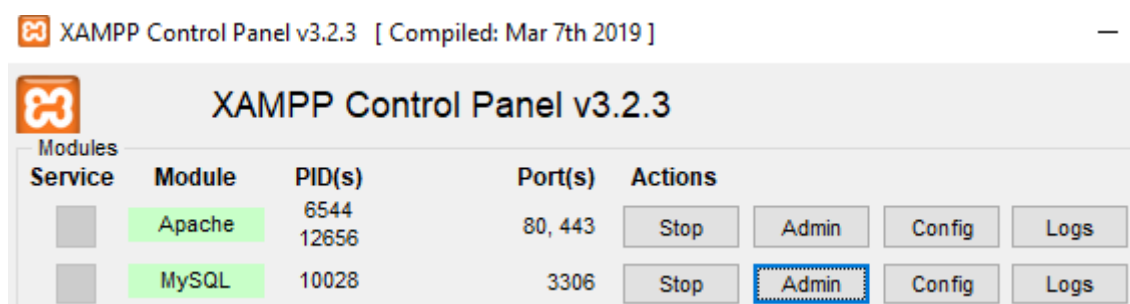 XAMPP Control Panel v3.2.3 [ Compiled: Mar 7th 2019 ]
XAMPP Control Panel v3.2.3
Modules
Service Module PID(s) Port(s) Actions
Apache 6544 12656 80, 443 Stop Admin Config Logs
MySQL 10028 3306 Stop Admin Config Logs